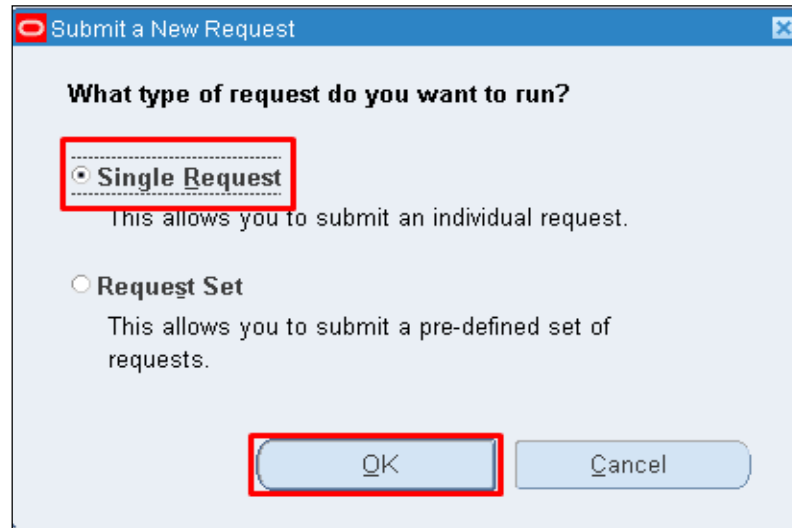 Submit a New Request
What type of request do you want to run?
Single Request
This allows you to submit an individual request.
Request Set
This allows you to submit a pre-defined set of
requests.
OK
Cancel